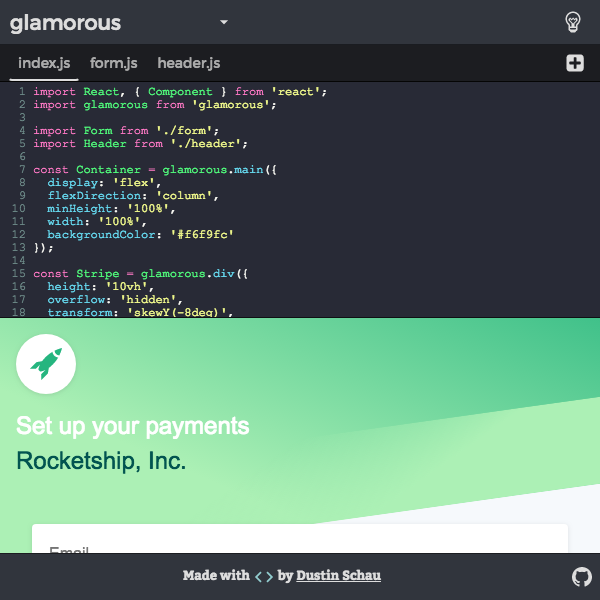 glamorous
index.js form.js header.js
1 import React, { Component } from 'react';
2 import glamorous from 'glamorous';
3
4 import Form from './form';
5 import Header from './header';
6
7 const Container = glamorous.main({
8   display: 'flex',
9   flexDirection: 'column',
10   minHeight: '100%',
11   width: '100%',
12   backgroundColor: '#f6f9fc'
13 });
14
15 const Stripe = glamorous.div({
16   height: '10vh',
17   overflow: 'hidden',
18   transform: 'skewY(-8deg)',
Set up your payments
Rocketship, Inc.
Email
Made with <> by Dustin Schau